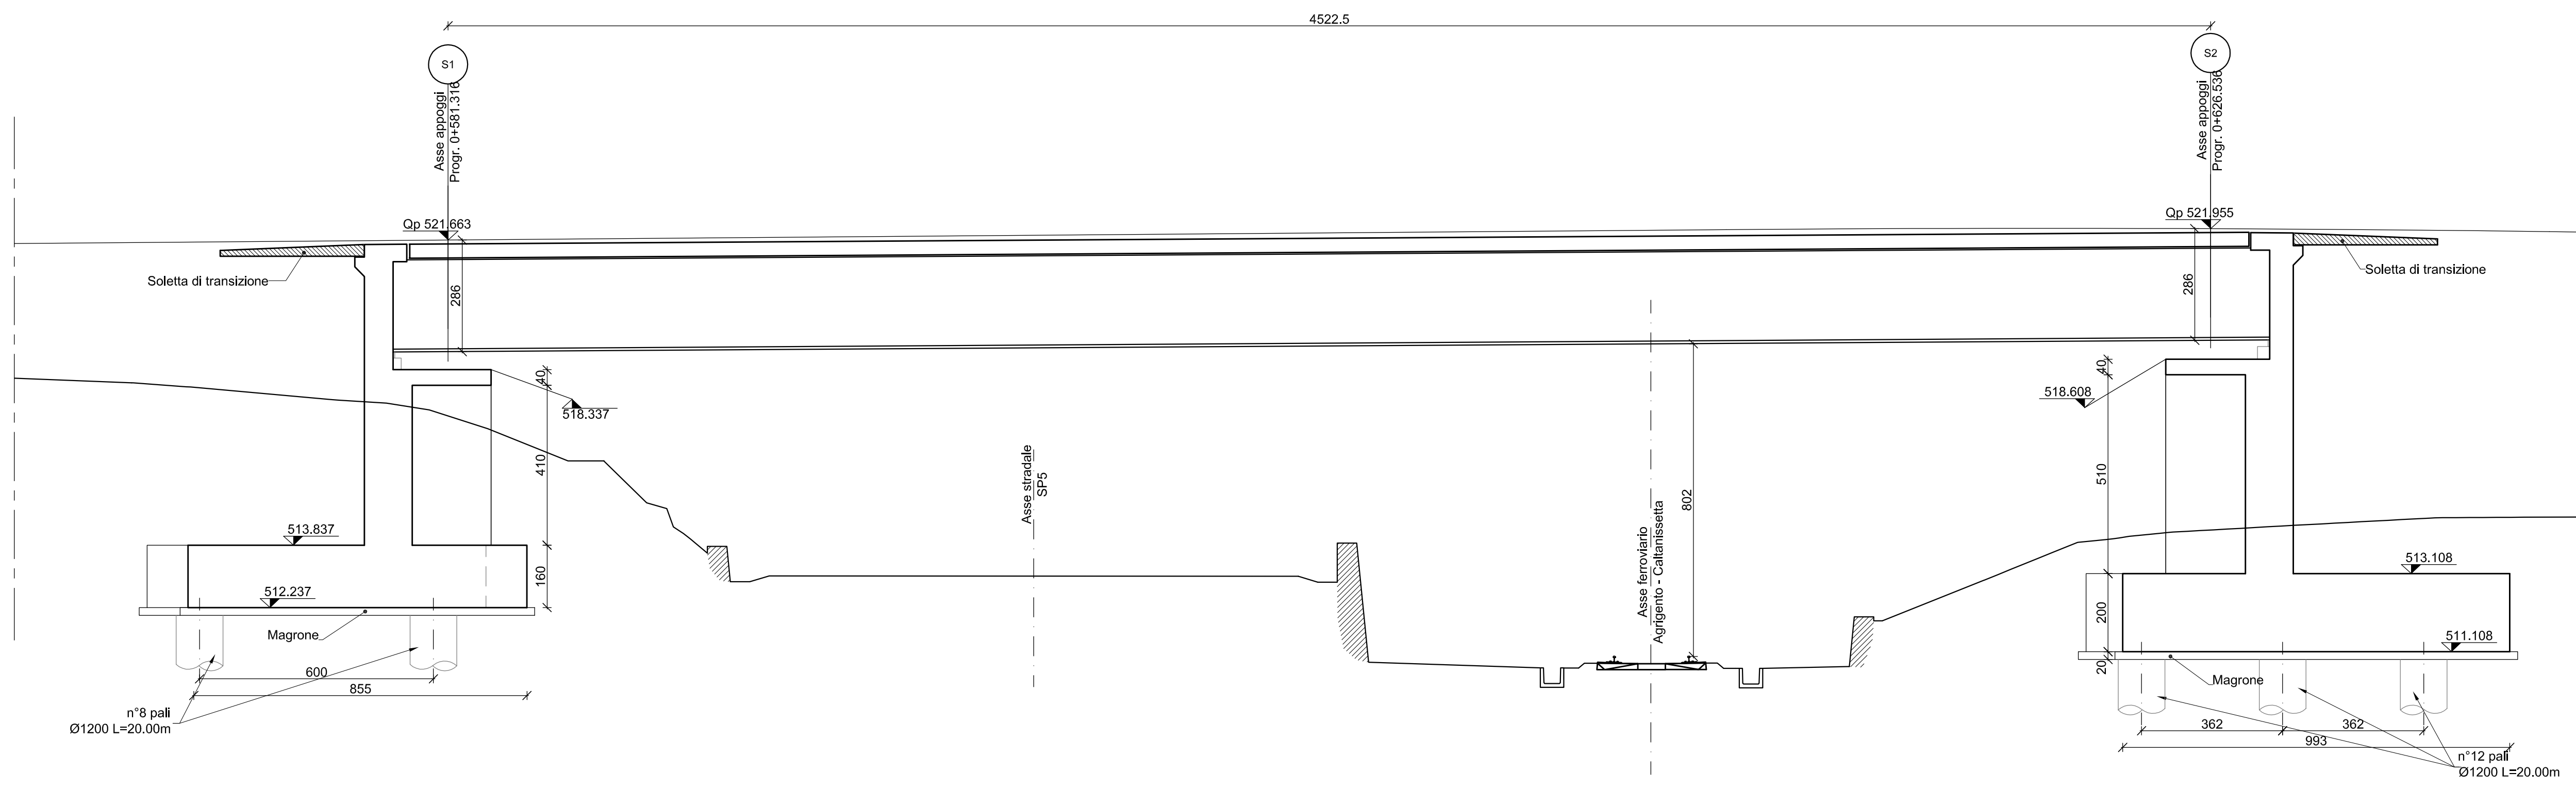 4522.5
S1
S2
Asse appoggi
Progr. 0+581.316
Asse appoggi
Progr. 0+626.536
Qp 521.663
Qp 521.955
Soletta di transizione
Soletta di transizione
286
286
40
518.337
40
518.608
410
510
802
Asse stradale
SP5
Asse ferroviario
Agrigento - Caltanissetta
513.837
512.237
160
Magrone
513.108
511.108
200
20
Magrone
600
855
n°8 pali
Ø1200 L=20.00m
362
362
993
n°12 pali
Ø1200 L=20.00m